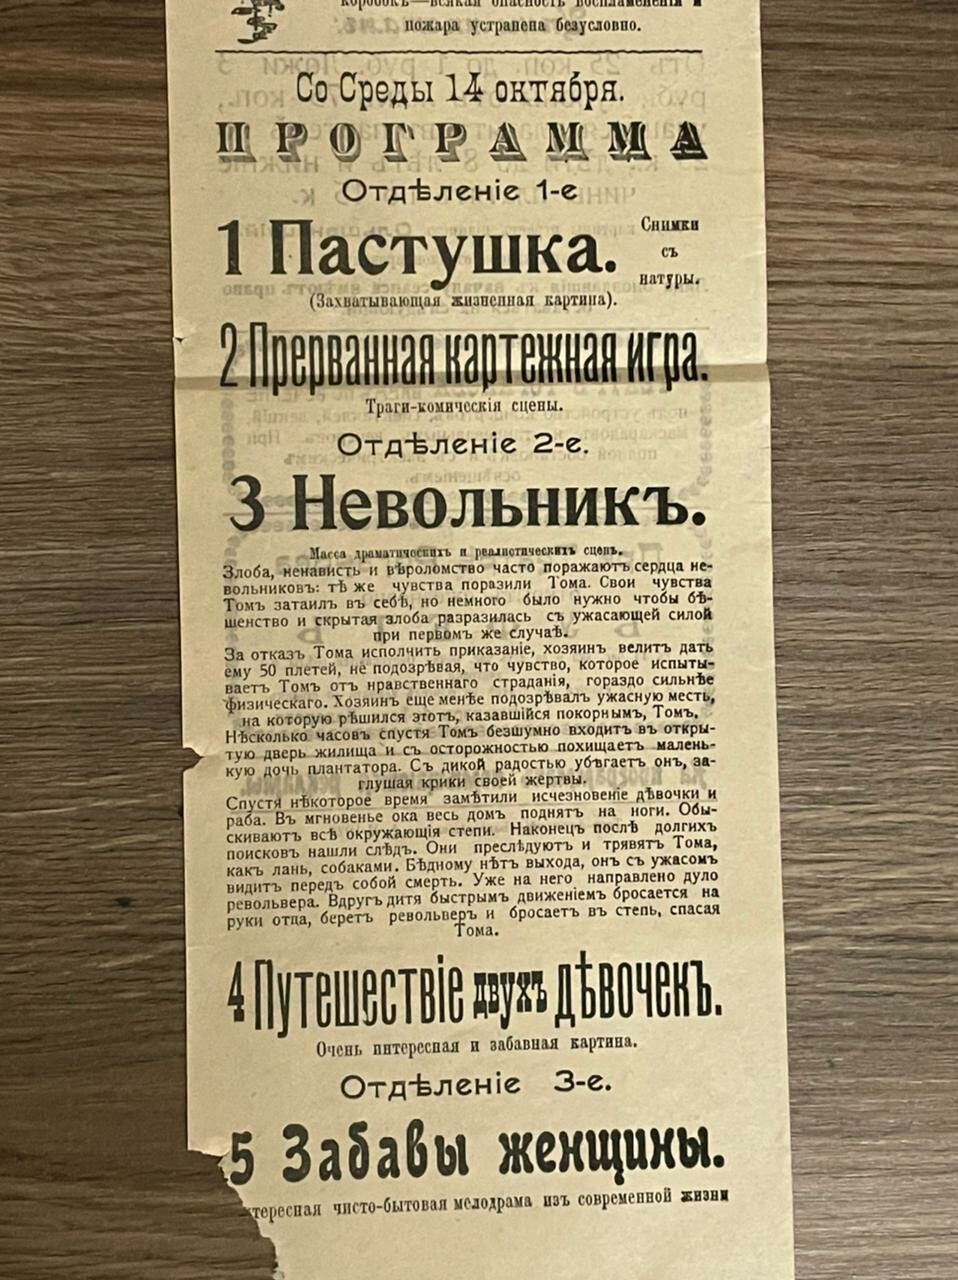 коробокъ—всякая опасность воспламененія и
пожара устранена безусловно.
Со Среды 14 октября.
ПРОГРАММА
Отдѣленіе 1-е
1 Пастушка. Снимки съ натуры.
(Захватывающая жизненная картина).
2 Прерванная картежная игра.
Траги-комическія сцены.
Отдѣленіе 2-е.
3 Невольникъ.
Масса драматическихъ и реалистическихъ сценъ.
Злоба, ненависть и вѣроломство часто поражаютъ сердца не-
вольниковъ: тѣ же чувства поразили Тома. Свои чувства
Томъ затаилъ въ себѣ, но немного было нужно чтобы бѣ-
шенство и скрытая злоба разразилась съ ужасающей силой
при первомъ же случаѣ.
За отказъ Тома исполчить приказаніе, хозяинъ велитъ дать
ему 50 плетей, не подозрѣвая, что чувство, которое испыты-
ваетъ Томъ отъ нравственнаго страданія, гораздо сильнѣе
физическаго. Хозяинъ еще менѣе подозрѣвалъ ужасную месть,
на которую рѣшился этотъ, казавшійся покорнымъ, Томъ.
Нѣсколько часовъ спустя Томъ безшумно входитъ въ откры-
тую дверь жилища и съ осторожностью похищаетъ малень-
кую дочь плантатора. Съ дикой радостью убѣгаетъ онъ, за-
глушая крики своей жертвы.
Спустя нѣкоторое время замѣтили исчезновеніе дѣвочки и
раба. Въ мгновенье ока весь домъ поднятъ на ноги. Обы-
скиваютъ всѣ окружающія степи. Наконецъ послѣ долгихъ
поисковъ нашли слѣдъ. Они преслѣдуютъ и трявятъ Тома,
какъ лань, собаками. Бѣдному нѣтъ выхода, онъ съ ужасомъ
видитъ передъ собой смерть. Уже на него направлено дуло
револьвера. Вдругъ дитя быстрымъ движеніемъ бросается на
руки отца, беретъ револьверъ и бросаетъ въ степь, спасая
Тома.
4 Путешествіе двухъ дѣвочекъ.
Очень интересная и забавная картина.
Отдѣленіе 3-е.
5 Забавы женщины.
нтересная чисто-бытовая мелодрама изъ современной жизни